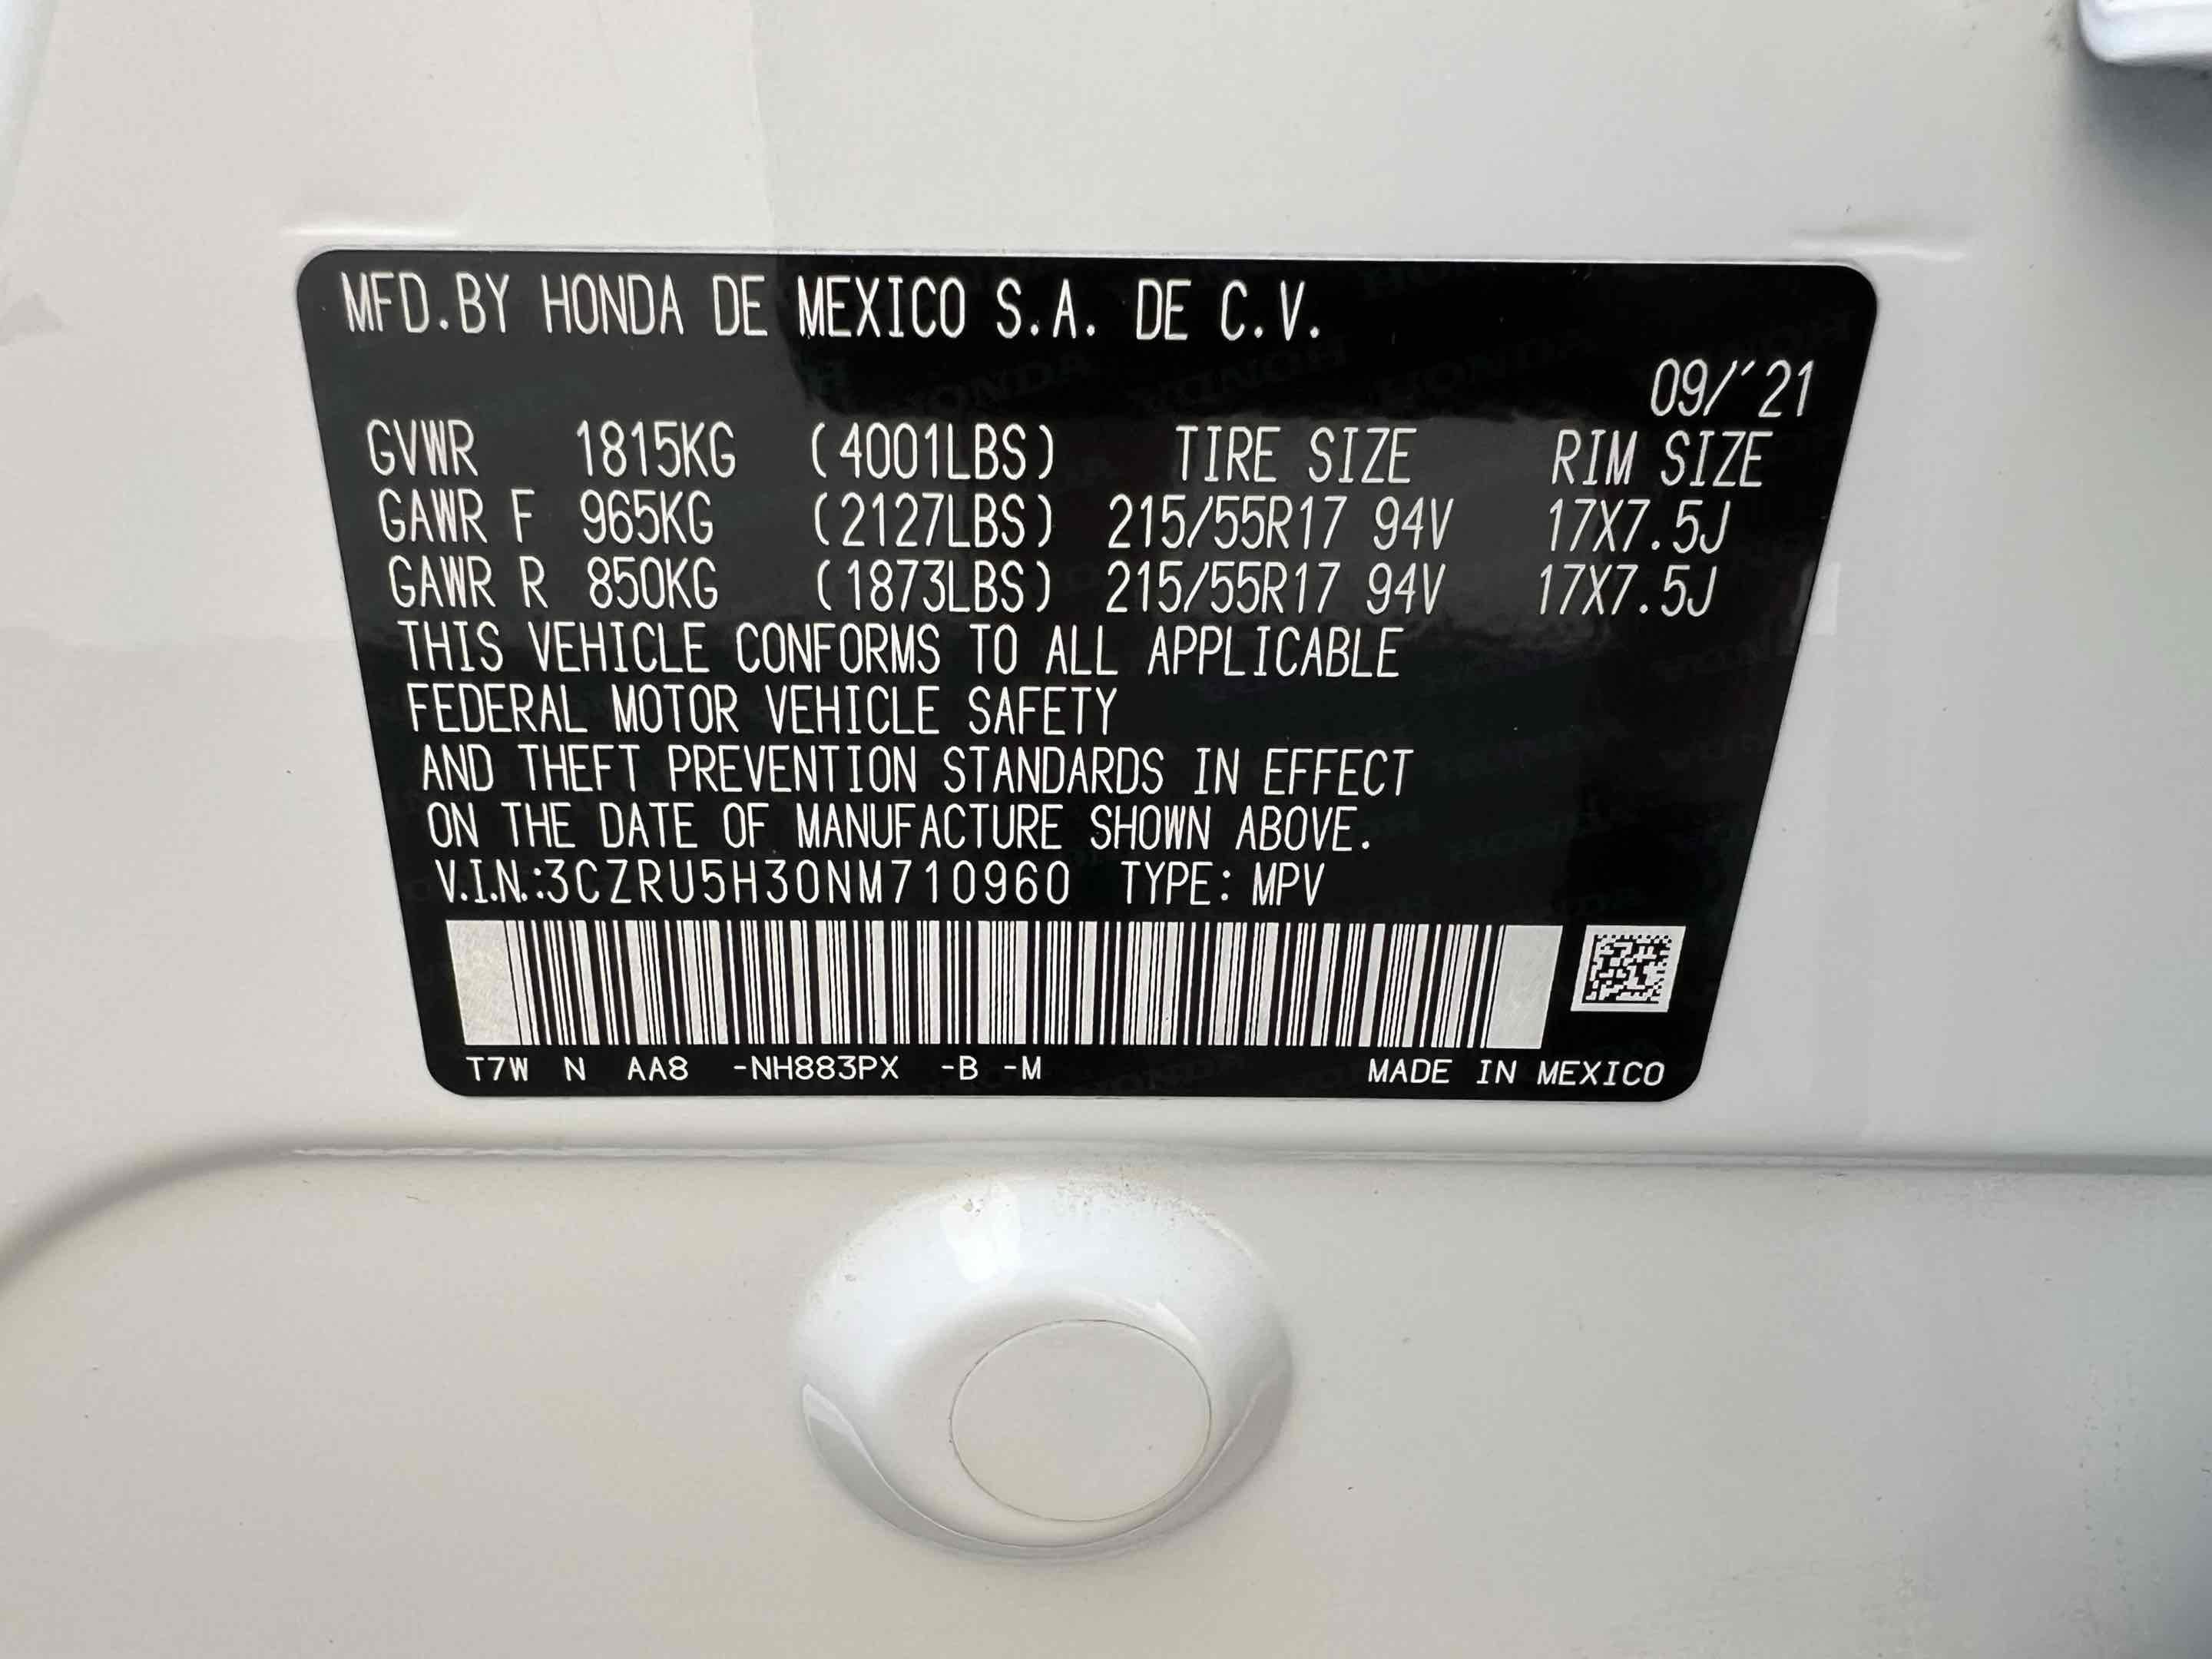 MFD.BY HONDA DE MEXICO S.A. DE C.V.
09/'21
GVWR 1815KG (4001LBS) TIRE SIZE RIM SIZE
GAWR F 965KG (2127LBS) 215/55R17 94V 17X7.5J
GAWR R 850KG (1873LBS) 215/55R17 94V 17X7.5J
THIS VEHICLE CONFORMS TO ALL APPLICABLE
FEDERAL MOTOR VEHICLE SAFETY
AND THEFT PREVENTION STANDARDS IN EFFECT
ON THE DATE OF MANUFACTURE SHOWN ABOVE.
V.I.N.:3CZRU5H30NM710960 TYPE: MPV
T7W N AA8 -NH883PX -B -M MADE IN MEXICO